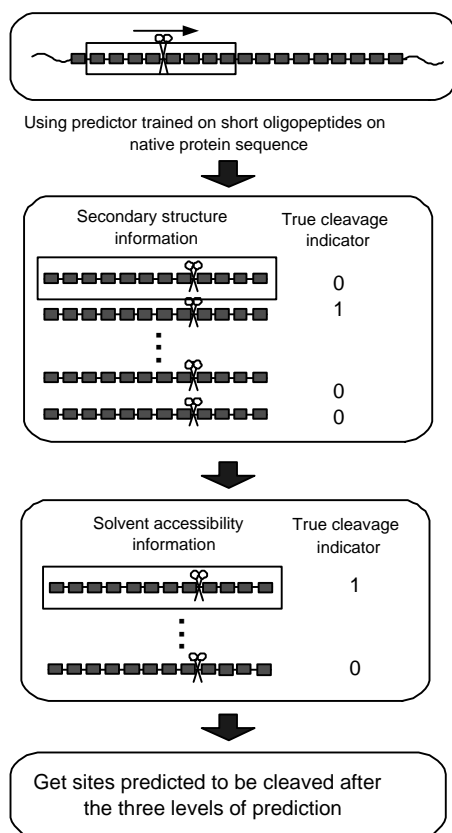 Using predictor trained on short oligopeptides on
native protein sequence
Secondary structure
information
True cleavage
indicator
0
1
0
0
Solvent accessibility
information
True cleavage
indicator
1
0
Get sites predicted to be cleaved after
the three levels of prediction